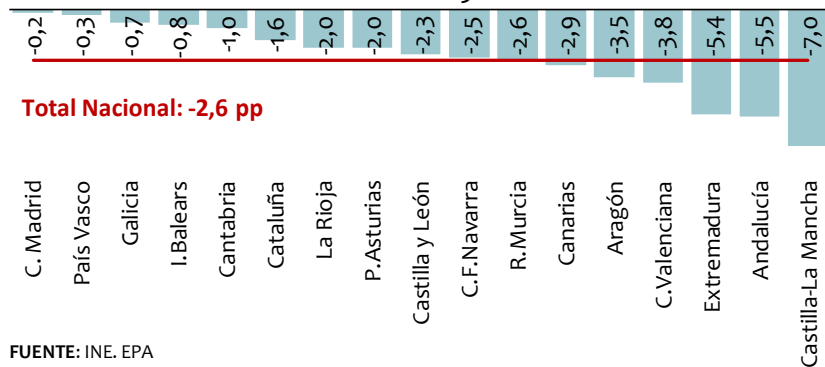 -0,2
-0,3
-0,7
-0,8
-1,0
-1,6
-2,0
-2,0
-2,3
-2,5
-2,6
-2,9
-3,5
-3,8
-5,4
-5,5
-7,0
Total Nacional: -2,6 pp
C. Madrid
País Vasco
Galicia
I.Balears
Cantabria
Cataluña
La Rioja
P.Asturias
Castilla y León
C.F.Navarra
R.Murcia
Canarias
Aragón
C.Valenciana
Extremadura
Andalucía
Castilla-La Mancha
FUENTE: INE. EPA